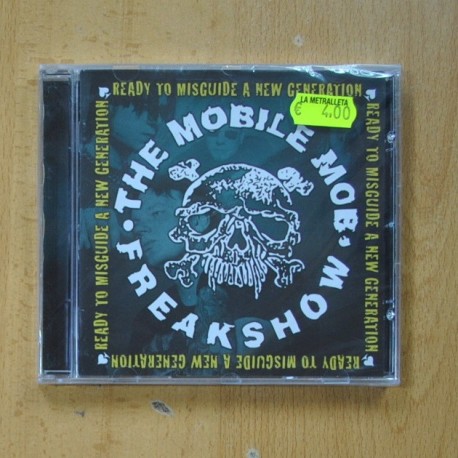 READY TO MISGUIDE A NEW GENERATION
LA METRALLETA
€ 2.00
THE MOBILE MOB
FREAKSHOW
READY TO MISGUIDE A NEW GENERATION
READY TO MISGUIDE A NEW GENERATION
READY TO MISGUIDE A NEW GENERATION